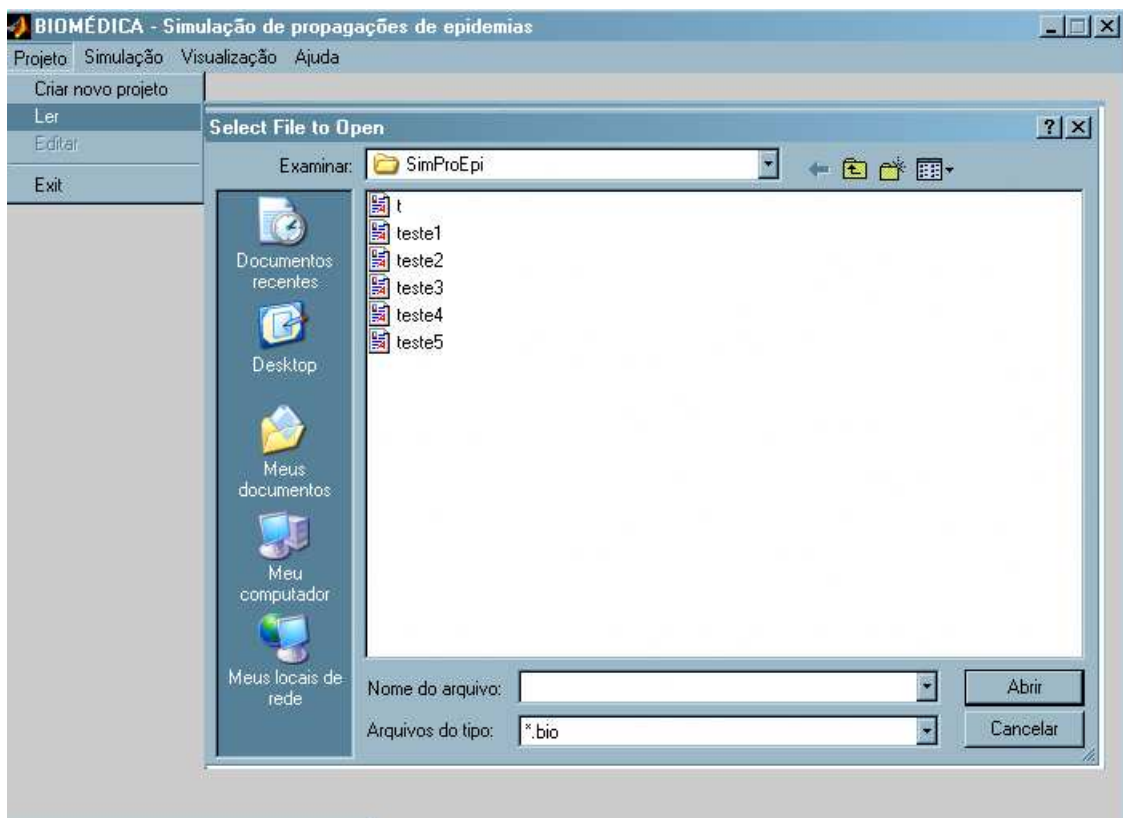 BIOMÉDICA - Simulação de propagações de epidemias
Projeto Simulação Visualização Ajuda
Criar novo projeto
Ler
Editar
Exit
Select File to Open
Examinar:
SimProEpi
t
teste1
teste2
teste3
teste4
teste5
Documentos
recentes
Desktop
Meus
documentos
Meu
computador
Meus locais de
rede
Nome do arquivo:
Abrir
Arquivos do tipo:
*.bio
Cancelar